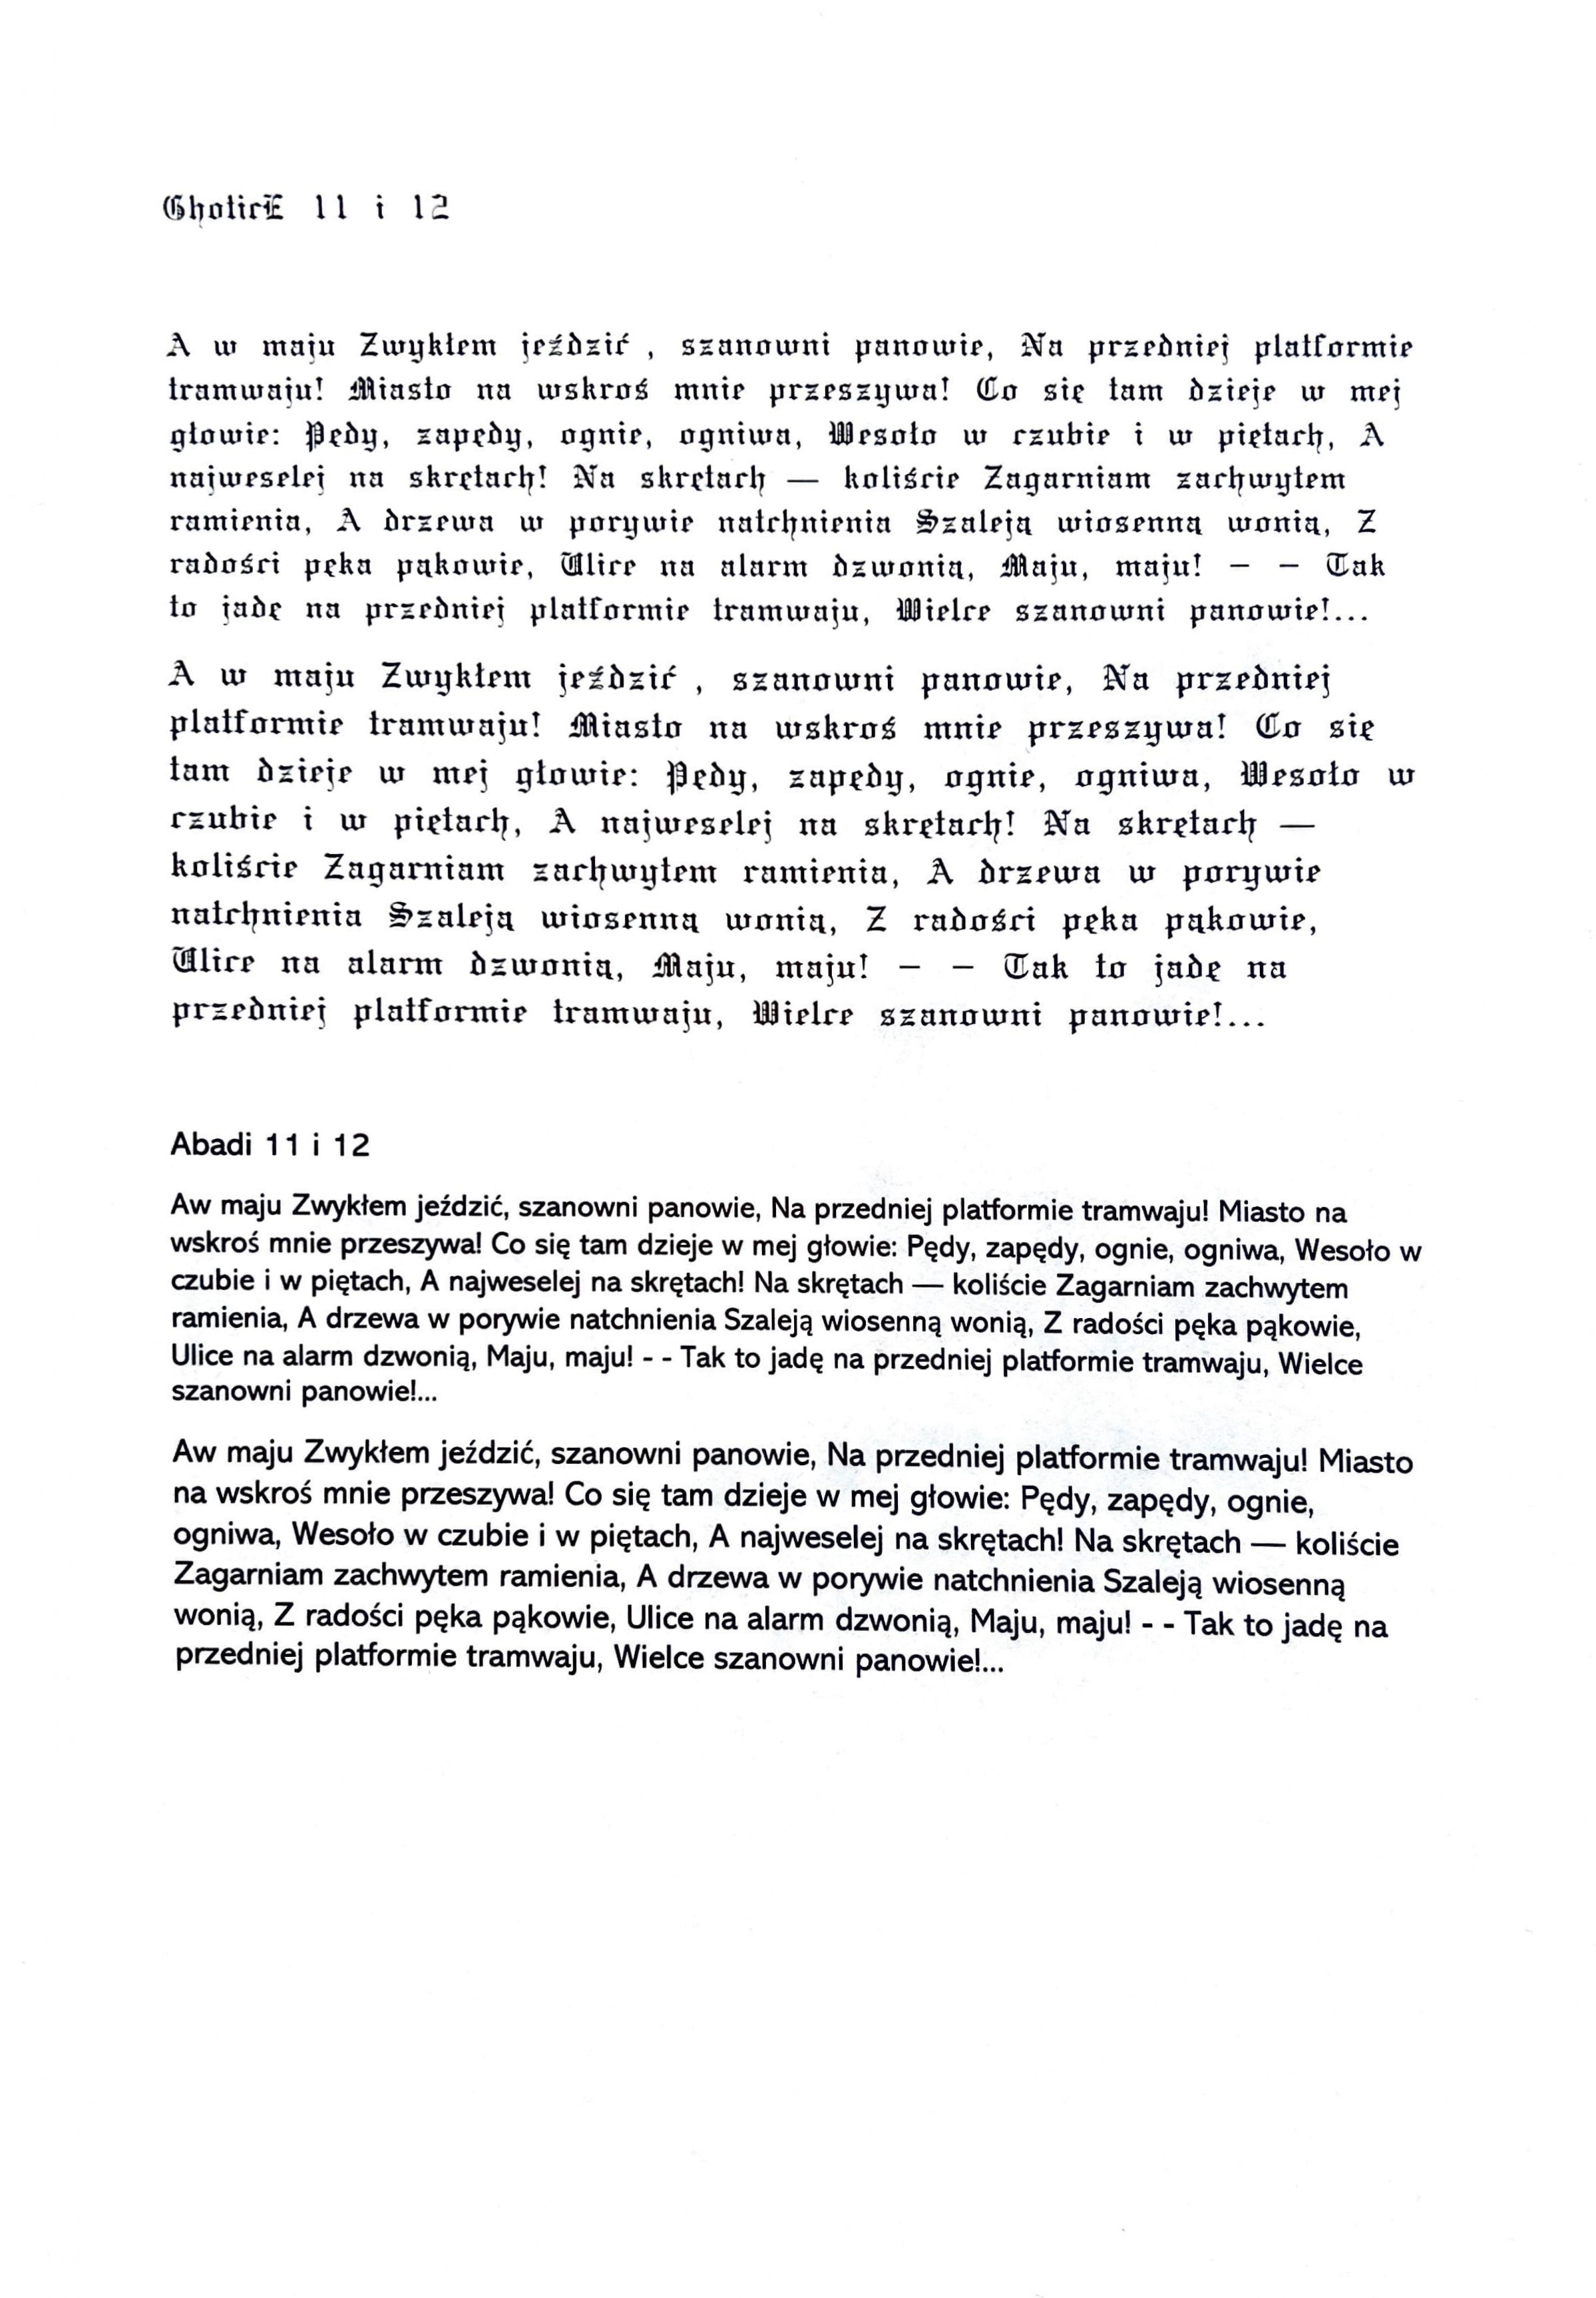 GhoticE 11 i 12
A w maju Zwykłem jeździć , szanowni panowie, Na przedniej platformie
tramwaju! Miasto na wskroś mnie przeszywa! Co się tam dzieje w mej
głowie: Pędy, zapędy, ognie, ogniwa, Wesoło w czubie i w piętach, A
najweselej na skrętach! Na skrętach — koliście Zagarniam zachwytem
ramienia, A drzewa w porywie natchnienia Szaleją wiosenną wonią, Z
radości pęka pąkowie, Ulice na alarm dzwonią, Maju, maju! – – Tak
to jadę na przedniej platformie tramwaju, Wielce szanowni panowie!...
A w maju Zwykłem jeździć , szanowni panowie, Na przedniej
platformie tramwaju! Miasto na wskroś mnie przeszywa! Co się
tam dzieje w mej głowie: Pędy, zapędy, ognie, ogniwa, Wesoło w
czubie i w piętach, A najweselej na skrętach! Na skrętach —
koliście Zagarniam zachwytem ramienia, A drzewa w porywie
natchnienia Szaleją wiosenną wonią, Z radości pęka pąkowie,
Ulice na alarm dzwonią, Maju, maju! – – Tak to jadę na
przedniej platformie tramwaju, Wielce szanowni panowie!...
Abadi 11 i 12
Aw maju Zwykłem jeździć, szanowni panowie, Na przedniej platformie tramwaju! Miasto na
wskroś mnie przeszywa! Co się tam dzieje w mej głowie: Pędy, zapędy, ognie, ogniwa, Wesoło w
czubie i w piętach, A najweselej na skrętach! Na skrętach — koliście Zagarniam zachwytem
ramienia, A drzewa w porywie natchnienia Szaleją wiosenną wonią, Z radości pęka pąkowie,
Ulice na alarm dzwonią, Maju, maju! - - Tak to jadę na przedniej platformie tramwaju, Wielce
szanowni panowie!...
Aw maju Zwykłem jeździć, szanowni panowie, Na przedniej platformie tramwaju! Miasto
na wskroś mnie przeszywa! Co się tam dzieje w mej głowie: Pędy, zapędy, ognie,
ogniwa, Wesoło w czubie i w piętach, A najweselej na skrętach! Na skrętach — koliście
Zagarniam zachwytem ramienia, A drzewa w porywie natchnienia Szaleją wiosenną
wonią, Z radości pęka pąkowie, Ulice na alarm dzwonią, Maju, maju! - - Tak to jadę na
przedniej platformie tramwaju, Wielce szanowni panowie!...